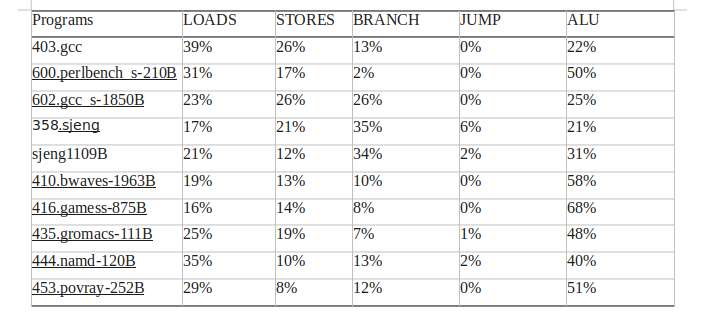 Programs LOADS STORES BRANCH JUMP ALU
403.gcc 39% 26% 13% 0% 22%
600.perlbench_s-210B 31% 17% 2% 0% 50%
602.gcc_s-1850B 23% 26% 26% 0% 25%
358.sjeng 17% 21% 35% 6% 21%
sjeng1109B 21% 12% 34% 2% 31%
410.bwaves-1963B 19% 13% 10% 0% 58%
416.gamess-875B 16% 14% 8% 0% 68%
435.gromacs-111B 25% 19% 7% 1% 48%
444.namd-120B 35% 10% 13% 2% 40%
453.povray-252B 29% 8% 12% 0% 51%